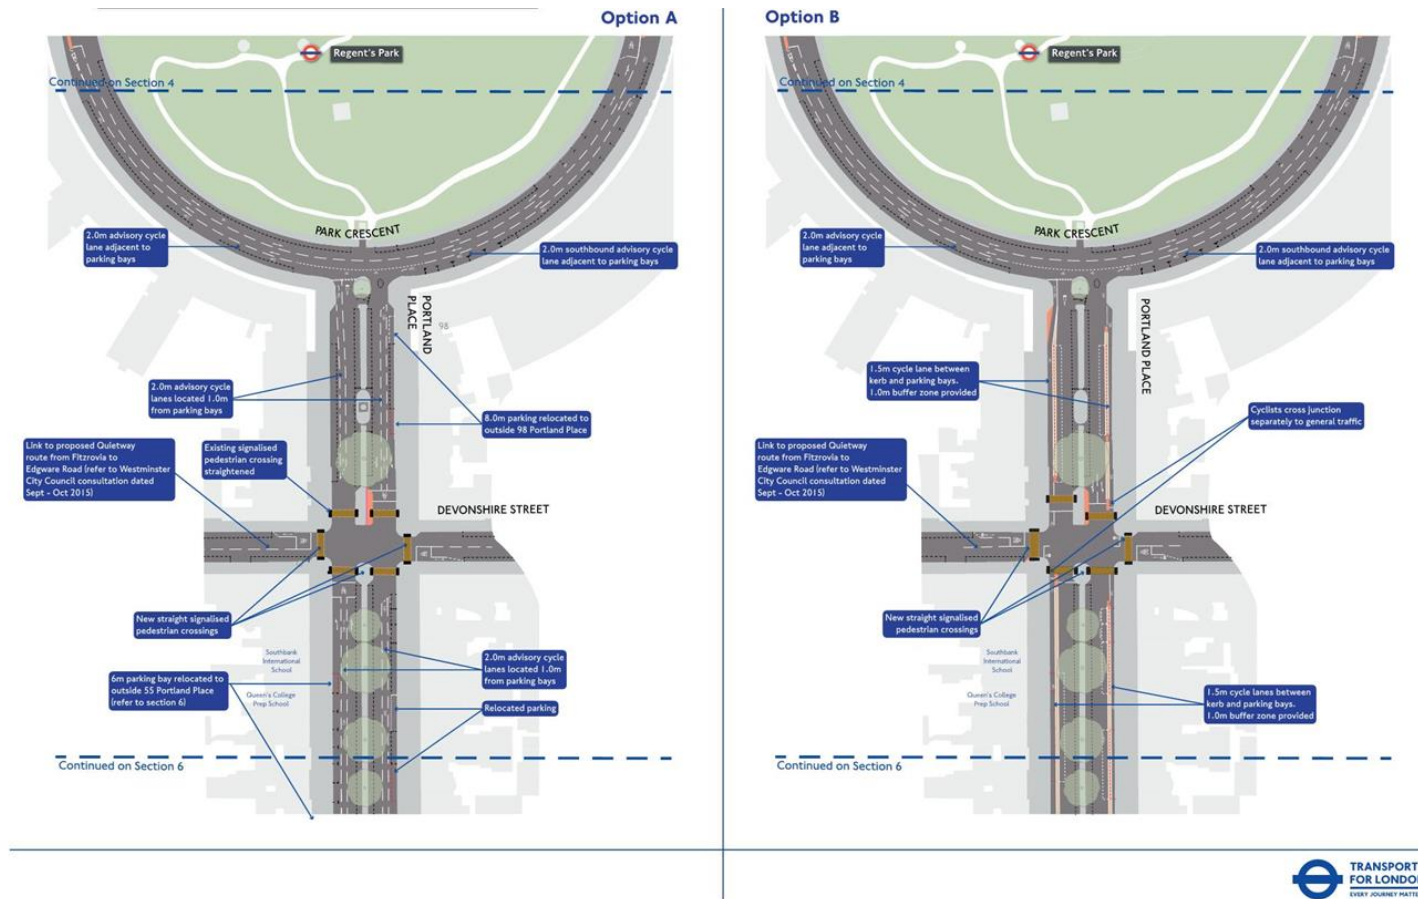 Option A
Regent's Park
Continued on Section 4
PARK CRESCENT
2.0m advisory cycle
lane adjacent to
parking bays
2.0m southbound advisory cycle
lane adjacent to parking bays
PORTLAND
PLACE
98
2.0m advisory cycle
lanes located 1.0m
from parking bays
8.0m parking relocated to
outside 98 Portland Place
Link to proposed Quietway
route from Fitzrovia to
Edgware Road (refer to Westminster
City Council consultation dated
Sept - Oct 2015)
Existing signalised
pedestrian crossing
straightened
DEVONSHIRE STREET
New straight signalised
pedestrian crossings
Southbank
International
School
2.0m advisory cycle
lanes located 1.0m
from parking bays
6m parking bay relocated to
outside 55 Portland Place
(refer to section 6)
Queen's College
Prep School
Relocated parking
Continued on Section 6
Option B
Regent's Park
Continued on Section 4
PARK CRESCENT
2.0m advisory cycle
lane adjacent to
parking bays
2.0m southbound advisory cycle
lane adjacent to parking bays
PORTLAND PLACE
1.5m cycle lane between
kerb and parking bays.
1.0m buffer zone provided
Cyclists cross junction
separately to general traffic
Link to proposed Quietway
route from Fitzrovia to
Edgware Road (refer to Westminster
City Council consultation dated
Sept - Oct 2015)
DEVONSHIRE STREET
New straight signalised
pedestrian crossings
Southbank
International
School
Queen's College
Prep School
1.5m cycle lanes between
kerb and parking bays.
1.0m buffer zone provided
Continued on Section 6
TRANSPORT
FOR LONDO
EVERY JOURNEY MATTE